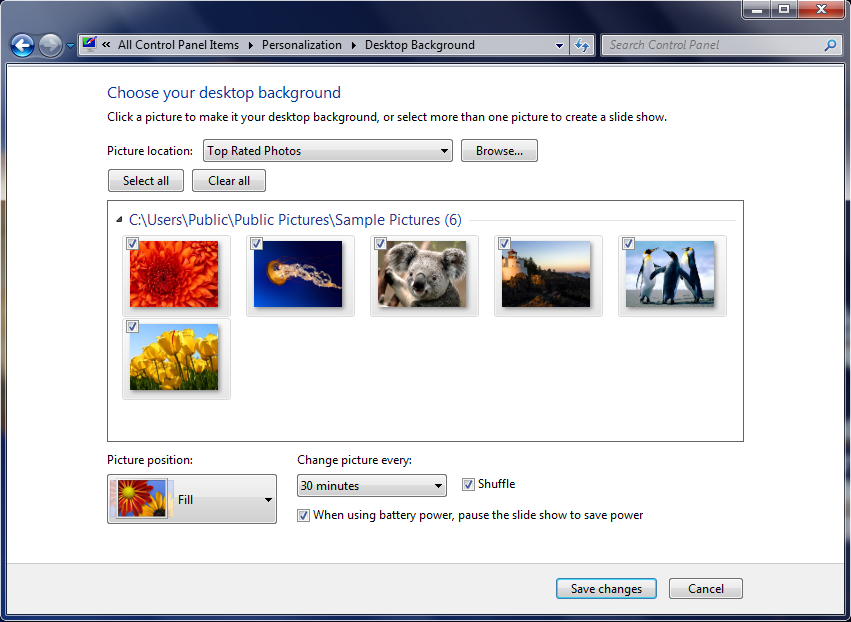 « All Control Panel Items ▸ Personalization ▸ Desktop Background
Search Control Panel
Choose your desktop background
Click a picture to make it your desktop background, or select more than one picture to create a slide show.
Picture location: Top Rated Photos Browse...
Select all Clear all
C:\Users\Public\Public Pictures\Sample Pictures (6)
Picture position: Change picture every:
Fill 30 minutes Shuffle
When using battery power, pause the slide show to save power
Save changes Cancel